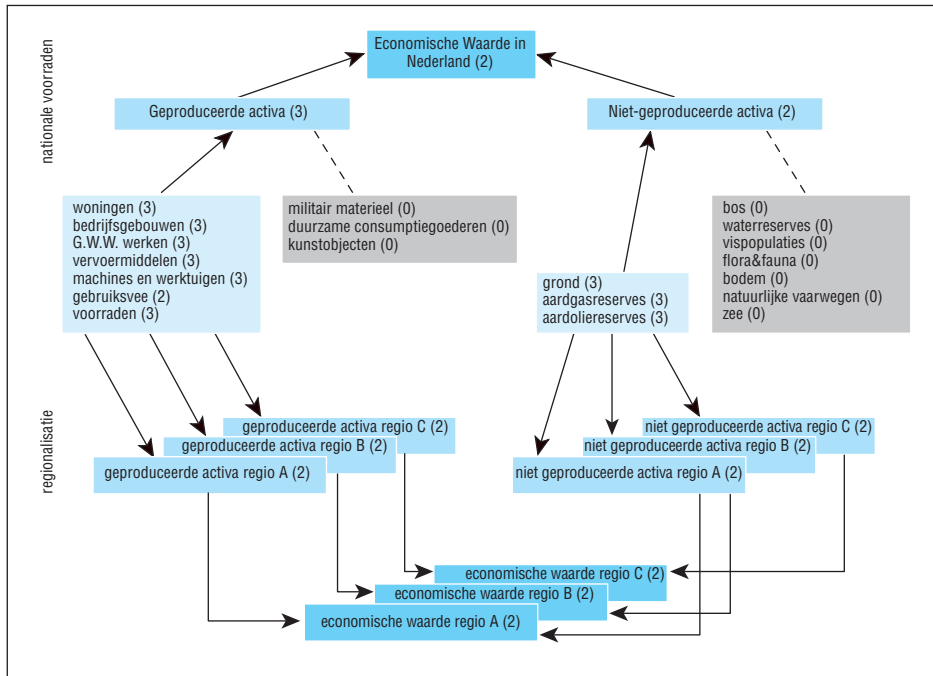 nationale voorraden
Economische Waarde in
Nederland (2)
Geproduceerde activa (3)
Niet-geproduceerde activa (2)
woningen (3)
bedrijfsgebouwen (3)
G.W.W. werken (3)
vervoermiddelen (3)
machines en werktuigen (3)
gebruiksvee (2)
voorraden (3)
militair materieel (0)
duurzame consumptiegoederen (0)
kunstobjecten (0)
grond (3)
aardgasreserves (3)
aardoliereserves (3)
bos (0)
waterreserves (0)
vispopulaties (0)
flora&fauna (0)
bodem (0)
natuurlijke vaarwegen (0)
zee (0)
regionalisatie
geproduceerde activa regio C (2)
geproduceerde activa regio B (2)
geproduceerde activa regio A (2)
niet geproduceerde activa regio C (2)
niet geproduceerde activa regio B (2)
niet geproduceerde activa regio A (2)
economische waarde regio C (2)
economische waarde regio B (2)
economische waarde regio A (2)